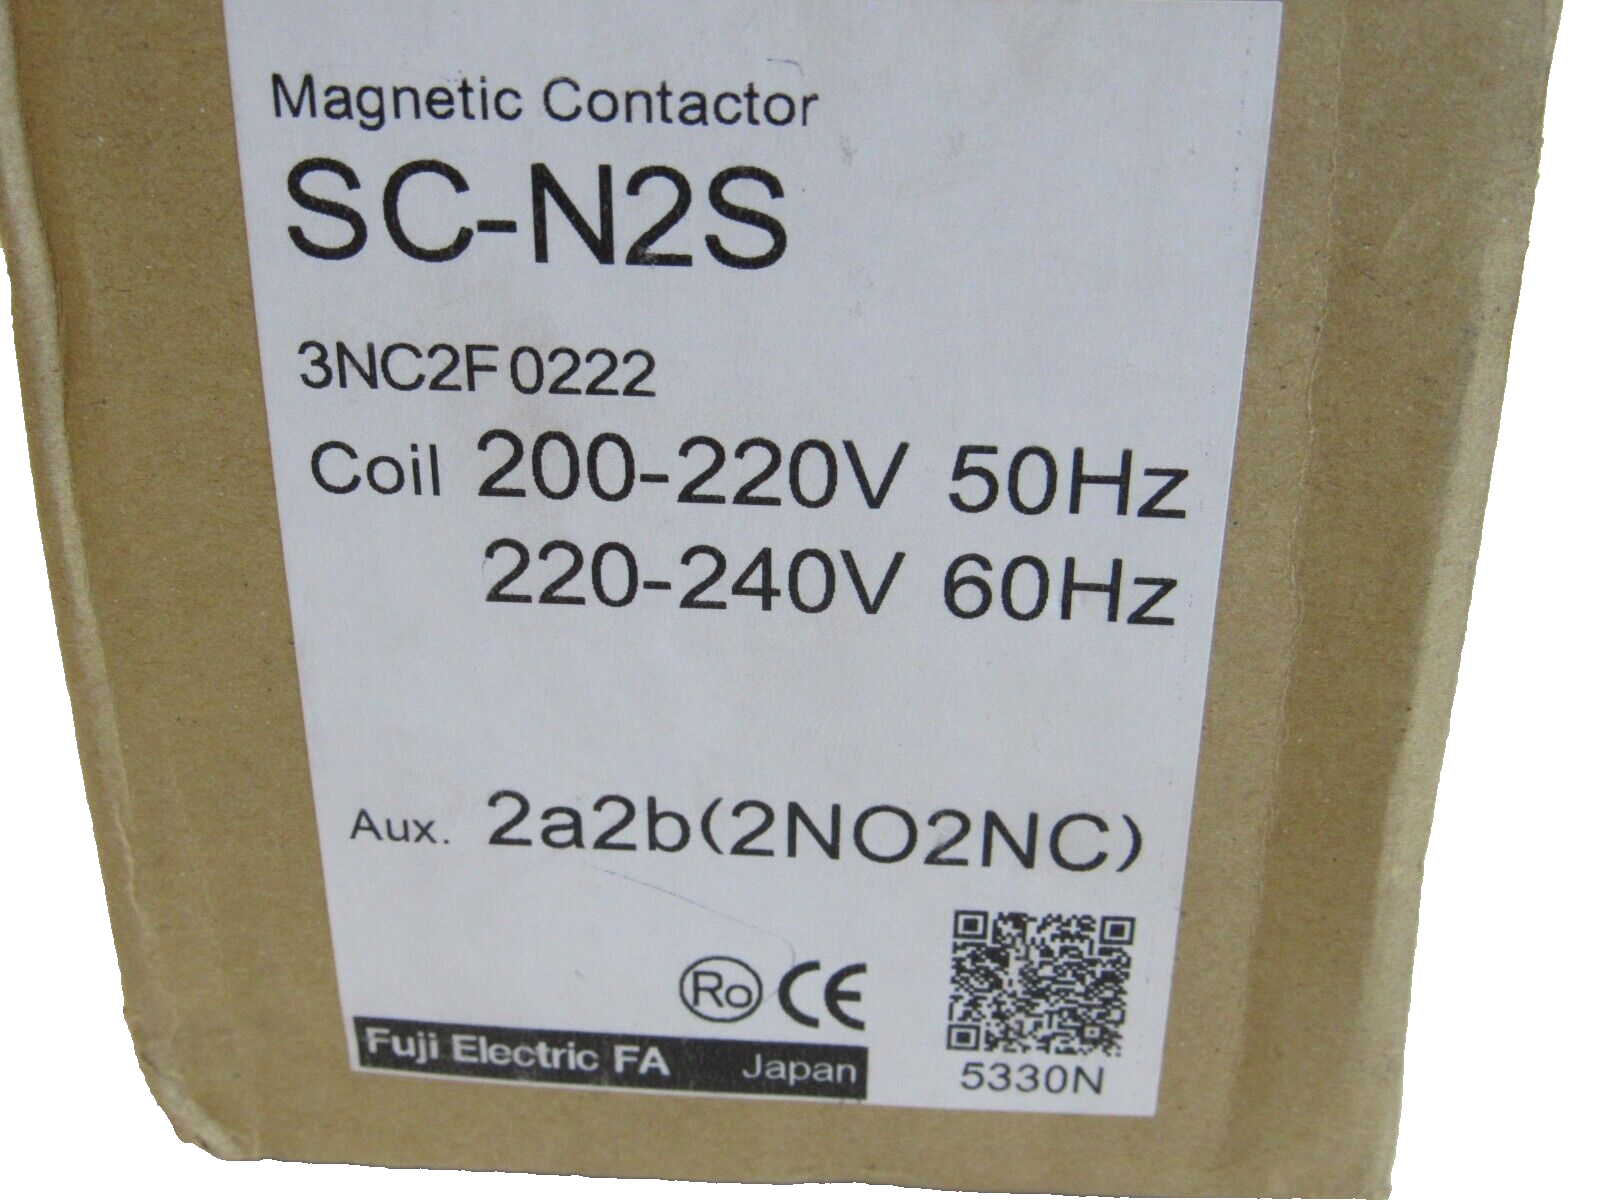 Magnetic Contactor
SC-N2S
3NC2F0222
Coil 200-220V 50Hz
220-240V 60Hz
Aux. 2a2b(2NO2NC)
Ro CE
Fuji Electric FA Japan
5330N